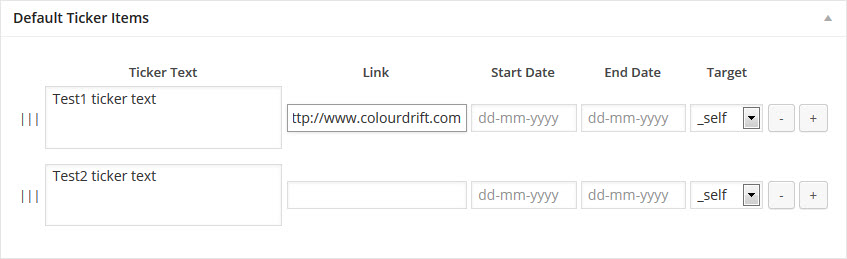 Default Ticker Items
Ticker Text Link Start Date End Date Target
Test1 ticker text
ttp://www.colourdrift.com dd-mm-yyyy dd-mm-yyyy _self - +
Test2 ticker text
dd-mm-yyyy dd-mm-yyyy _self - +